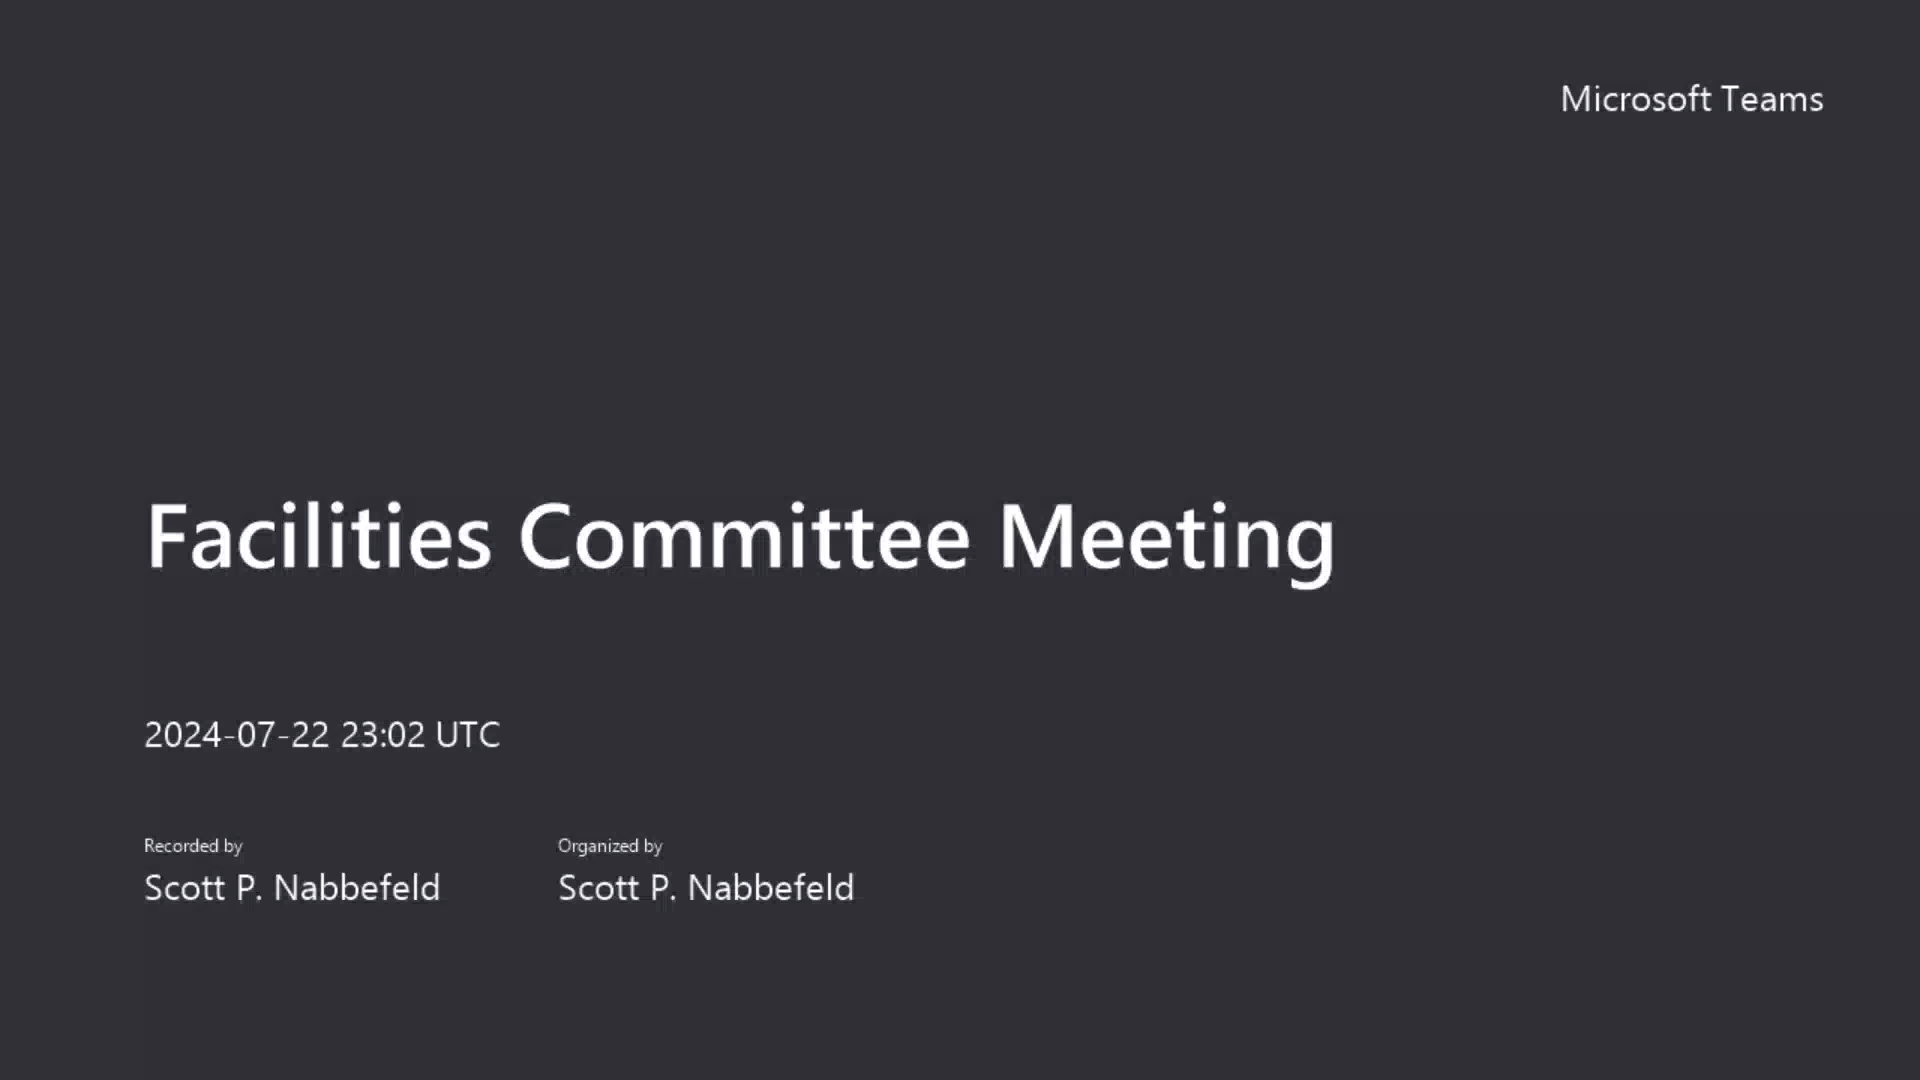 Microsoft Teams
Facilities Committee Meeting
2024-07-22 23:02 UTC
Recorded by
Scott P. Nabbefeld
Organized by
Scott P. Nabbefeld